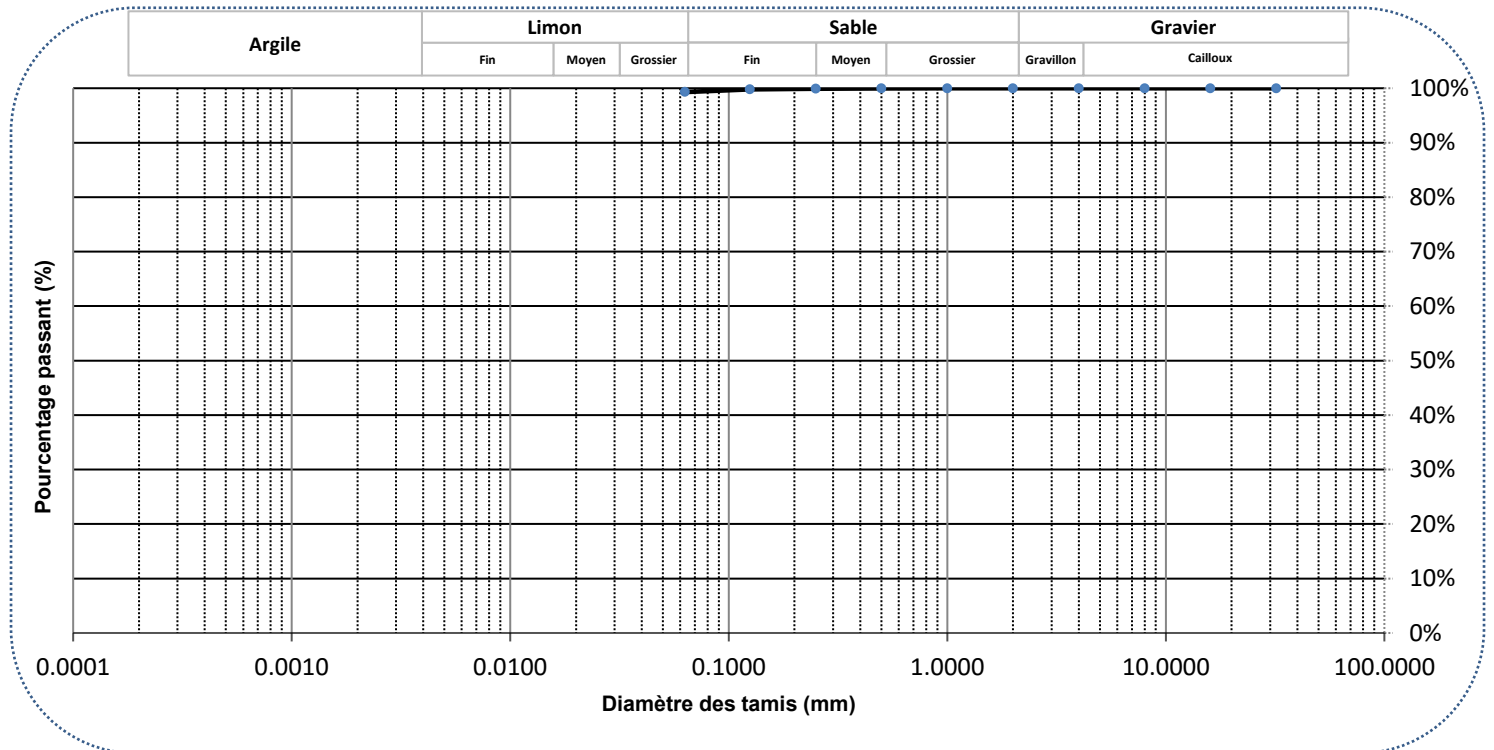 Argile Limon Sable Gravier
Fin Moyen Grossier Fin Moyen Grossier Gravillon Cailloux
100%
90%
80%
70%
60%
50%
40%
30%
20%
10%
0%
Pourcentage passant (%)
0.0001 0.0010 0.0100 0.1000 1.0000 10.0000 100.0000
Diamètre des tamis (mm)